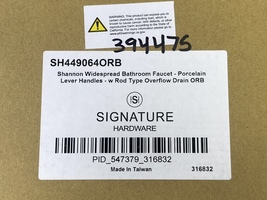 WARNING:
394475
SH449064ORB
Shannon Widespread Bathroom Faucet - Porcelain
Lever Handles - w Rod Type Overflow Drain ORB
S
SIGNATURE
HARDWARE
PID_547379_316832
Made In Taiwan
316832